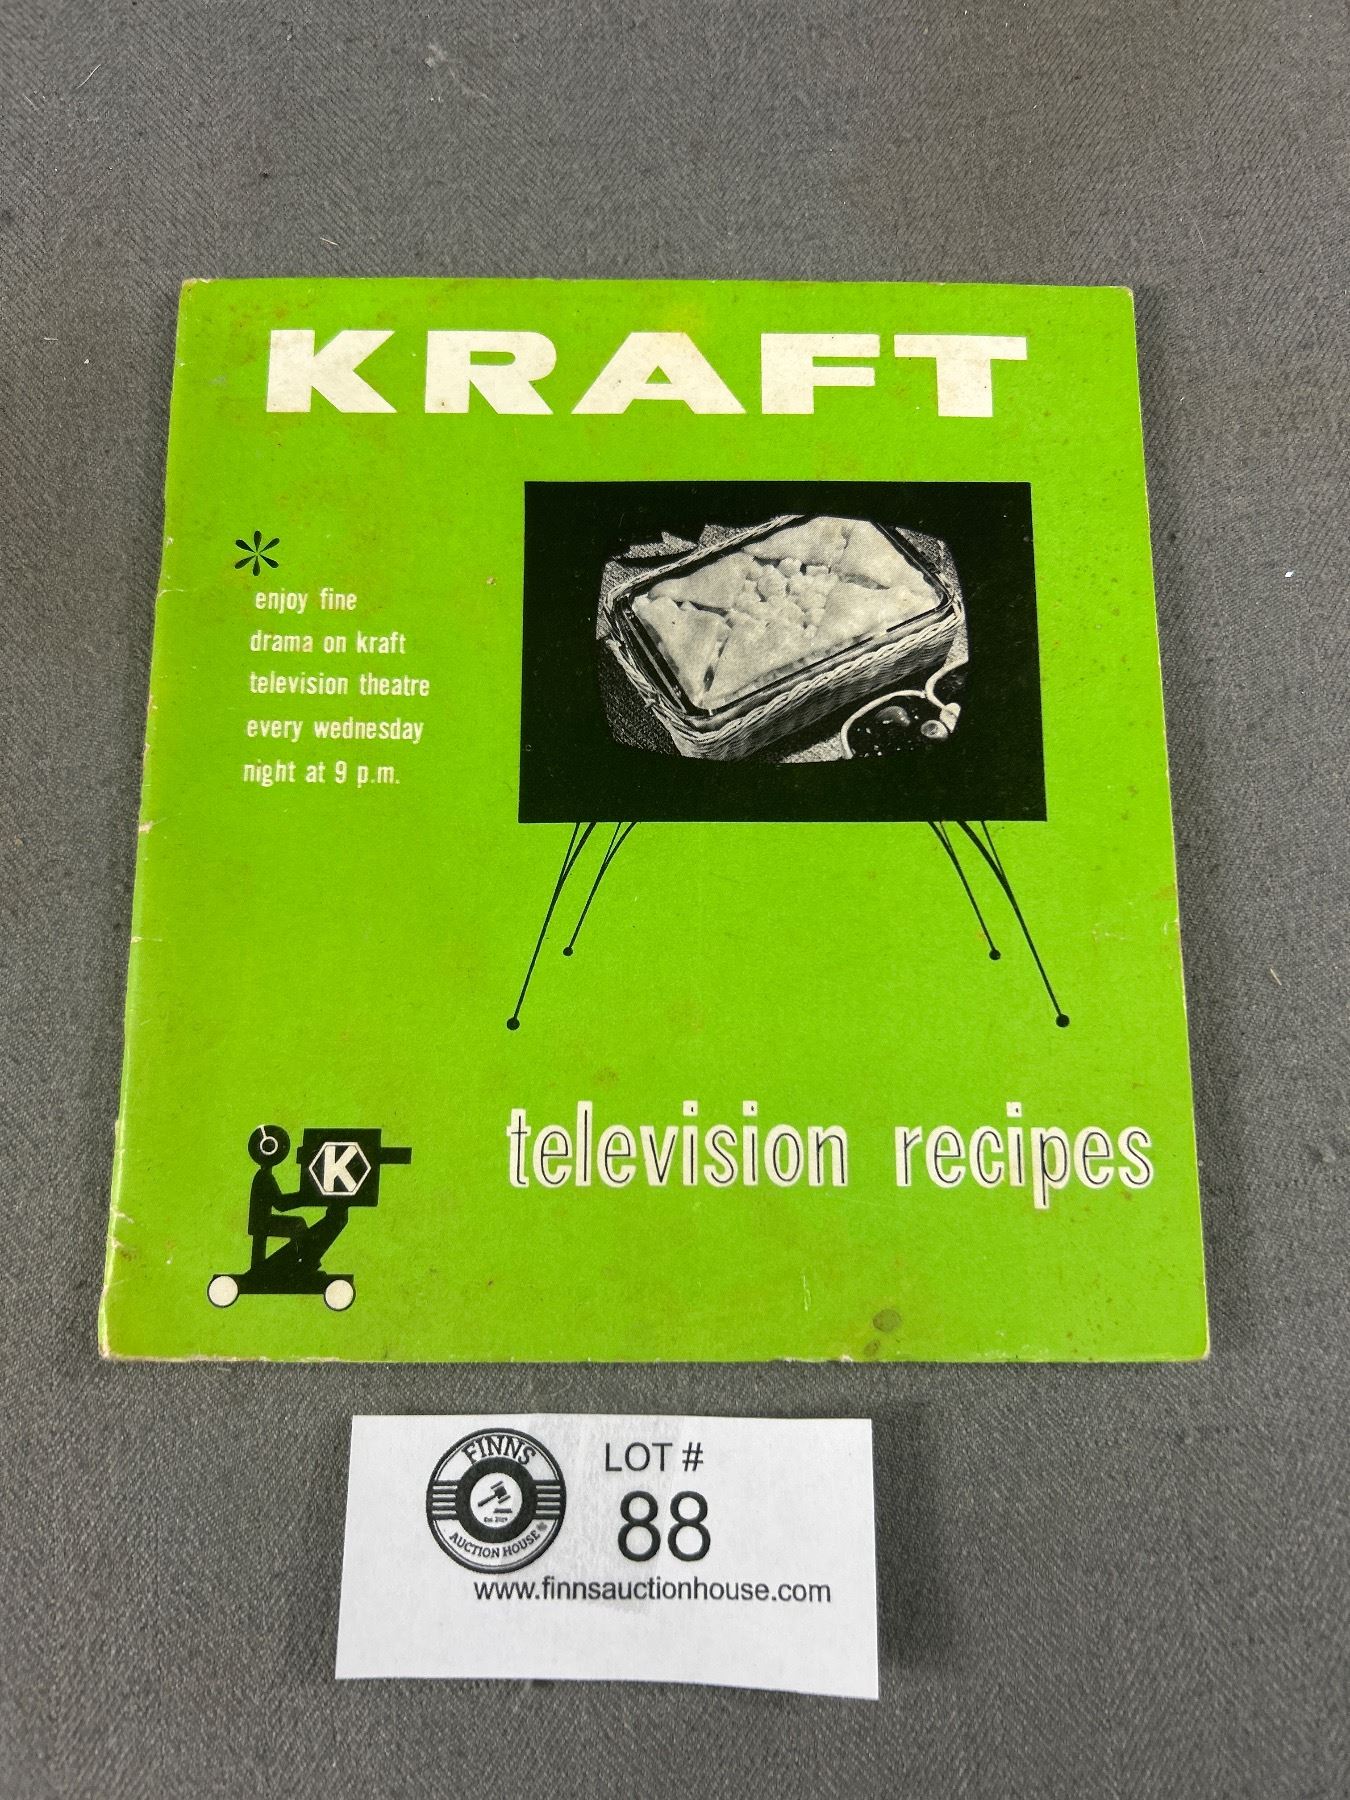 KRAFT
enjoy fine
drama on kraft
television theatre
every wednesday
night at 9 p.m.
television recipes
K
FINNS
AUCTION HOUSE
LOT #
88
www.finnsauctionhouse.com